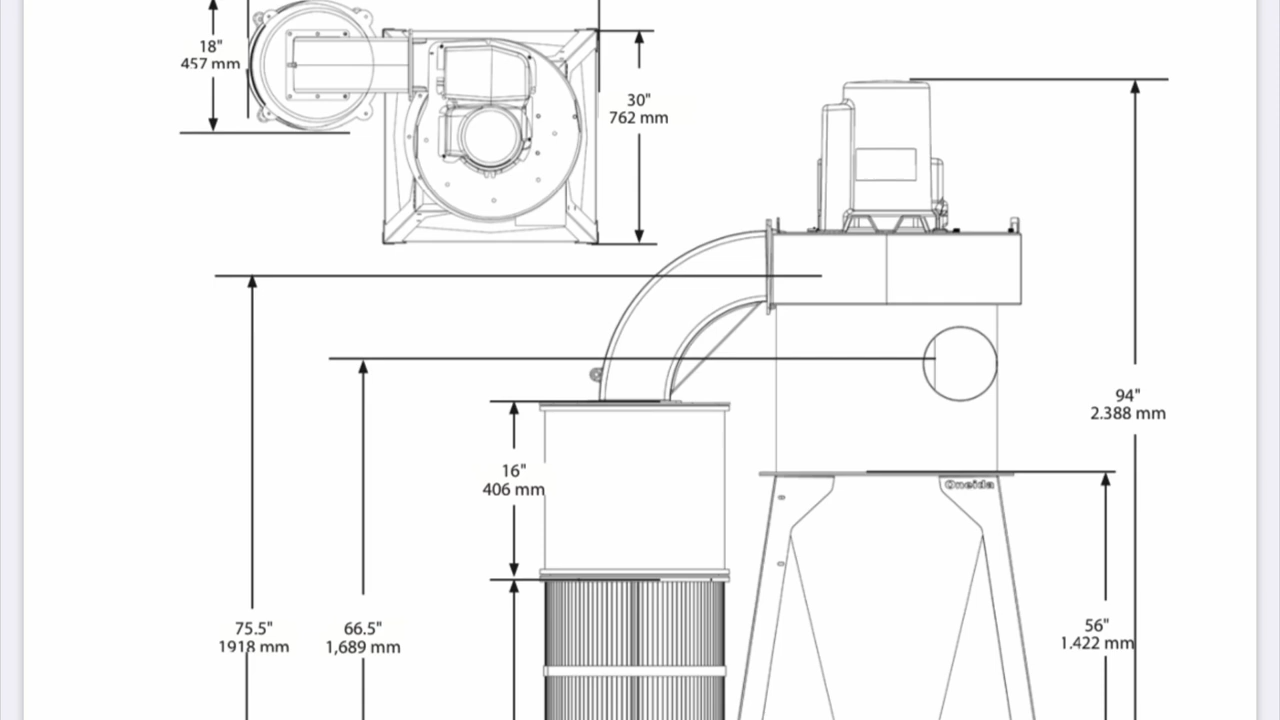 18"
457 mm
30"
762 mm
94"
2.388 mm
16"
406 mm
Oneida
75.5"
1918 mm
66.5"
1,689 mm
56"
1.422 mm